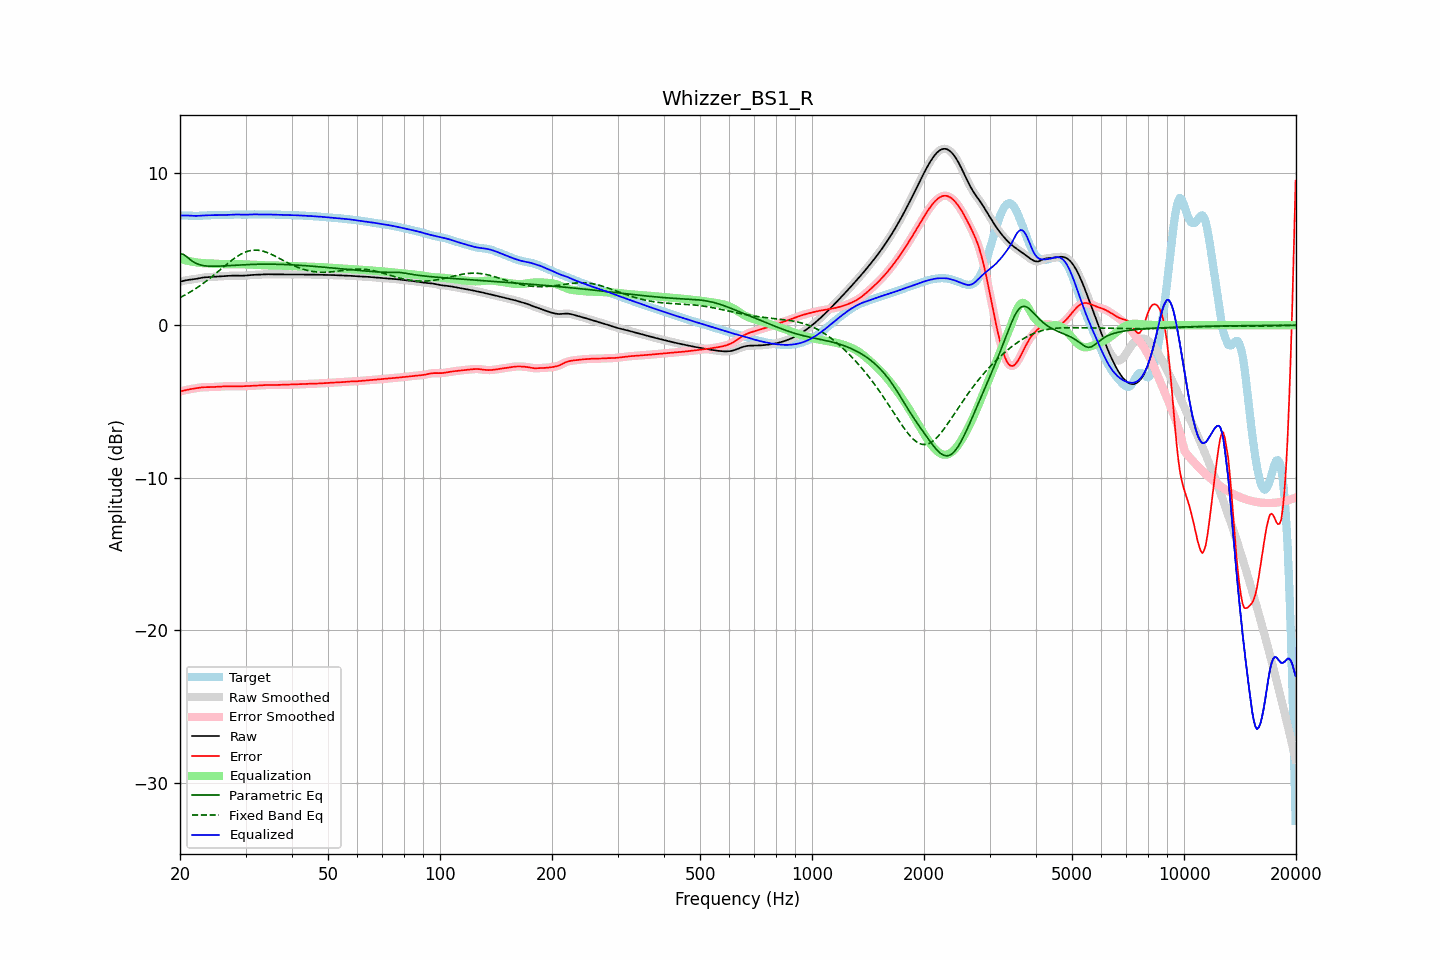 Whizzer_BS1_R
10
0
−10
−20
−30
Amplitude (dBr)
Target
Raw Smoothed
Error Smoothed
Raw
Error
Equalization
Parametric Eq
Fixed Band Eq
Equalized
20 50 100 200 500 1000 2000 5000 10000 20000
Frequency (Hz)